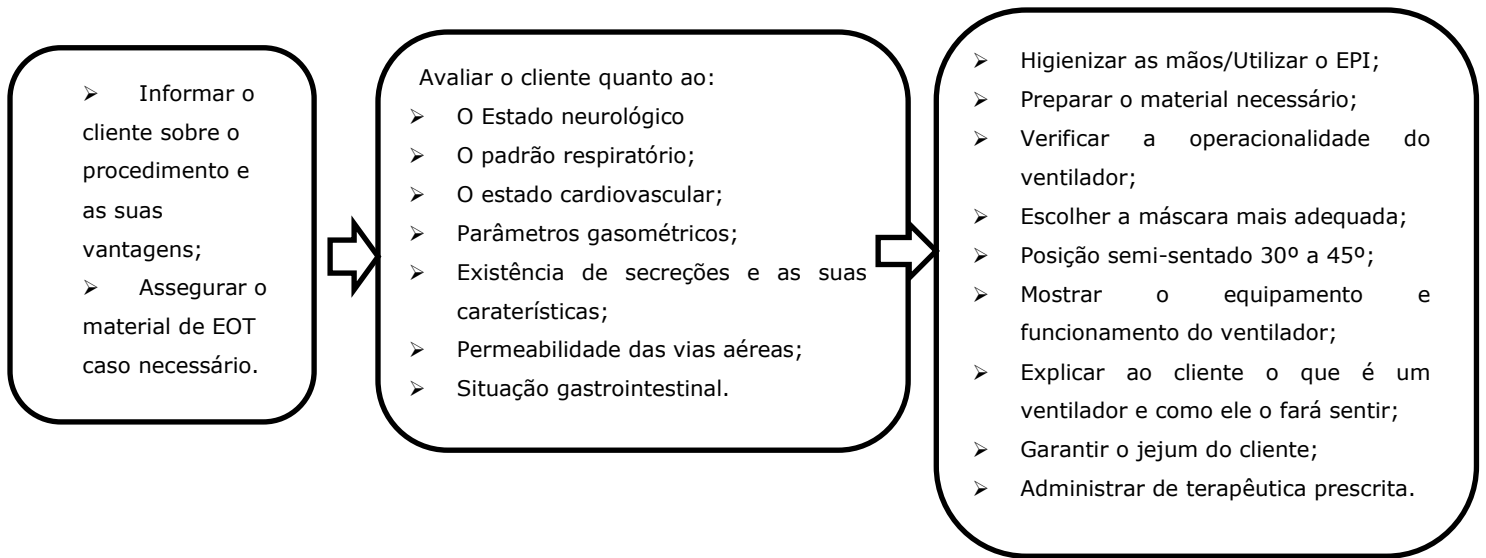 ➢ Informar o
cliente sobre o
procedimento e
as suas
vantagens;
➢ Assegurar o
material de EOT
caso necessário.
Avaliar o cliente quanto ao:
➢ O Estado neurológico
➢ O padrão respiratório;
➢ O estado cardiovascular;
➢ Parâmetros gasométricos;
➢ Existência de secreções e as suas
caraterísticas;
➢ Permeabilidade das vias aéreas;
➢ Situação gastrointestinal.
➢ Higienizar as mãos/Utilizar o EPI;
➢ Preparar o material necessário;
➢ Verificar a operacionalidade do
ventilador;
➢ Escolher a máscara mais adequada;
➢ Posição semi-sentado 30º a 45º;
➢ Mostrar o equipamento e
funcionamento do ventilador;
➢ Explicar ao cliente o que é um
ventilador e como ele o fará sentir;
➢ Garantir o jejum do cliente;
➢ Administrar de terapêutica prescrita.